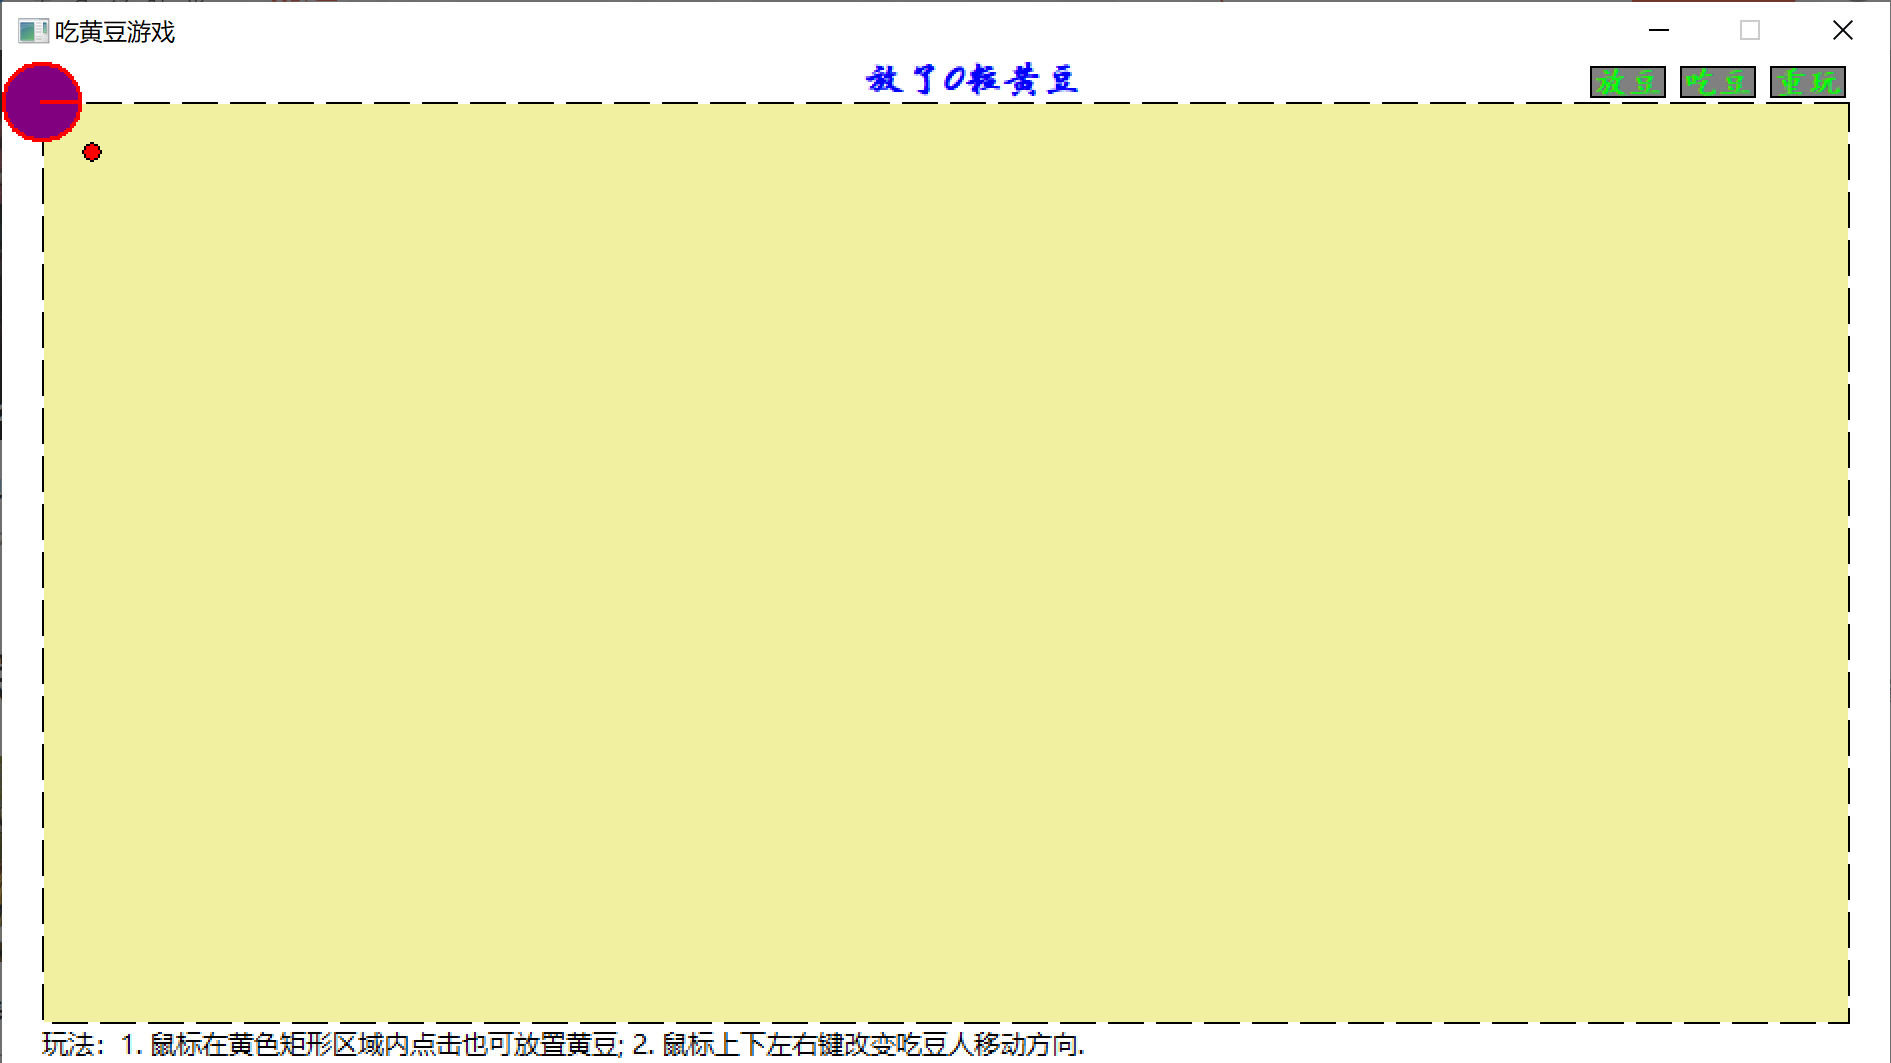 吃黄豆游戏
放了0粒黄豆
放豆 吃豆 重玩
玩法：1. 鼠标在黄色矩形区域内点击也可放置黄豆; 2. 鼠标上下左右键改变吃豆人移动方向.